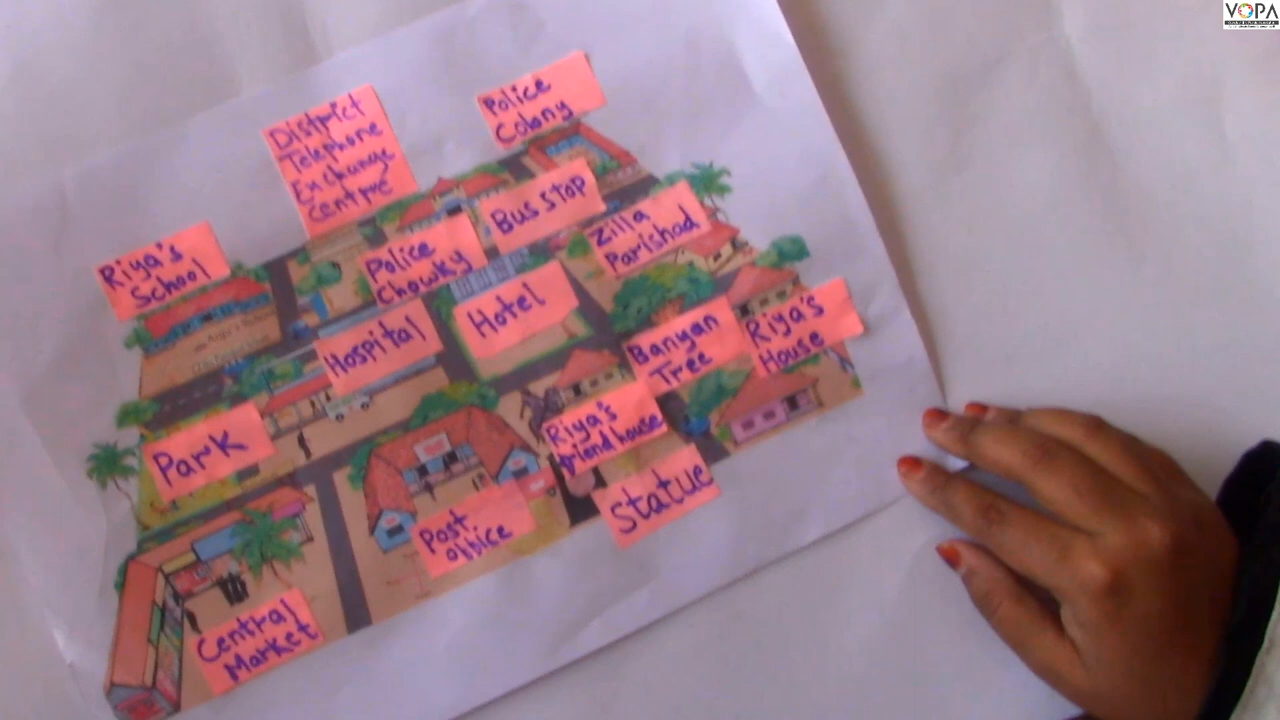 VOPA
Police
Colony
District
Telephone
Exchange
Centre
Bus stop
Zilla
Parishad
Riya's
School
Police
Chowky
Hotel
Hospital
Banyan
Tree
Riya's
House
Riya's
friend house
Park
Statue
Post
office
Central
Market